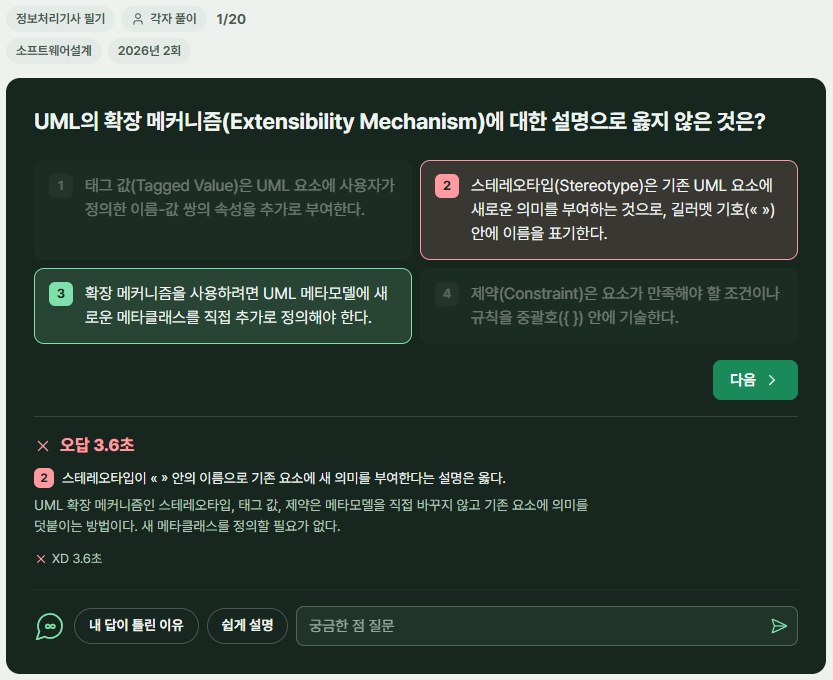 정보처리기사 필기 각자 풀이 1/20
소프트웨어설계 2026년 2회
UML의 확장 메커니즘(Extensibility Mechanism)에 대한 설명으로 옳지 않은 것은?
1 태그 값(Tagged Value)은 UML 요소에 사용자가
정의한 이름-값 쌍의 속성을 추가로 부여한다.
2 스테레오타입(Stereotype)은 기존 UML 요소에
새로운 의미를 부여하는 것으로, 길러멧 기호(« »)
안에 이름을 표기한다.
3 확장 메커니즘을 사용하려면 UML 메타모델에 새
로운 메타클래스를 직접 추가로 정의해야 한다.
4 제약(Constraint)은 요소가 만족해야 할 조건이나
규칙을 중괄호({ }) 안에 기술한다.
다음
오답 3.6초
2 스테레오타입이 « » 안의 이름으로 기존 요소에 새 의미를 부여한다는 설명은 옳다.
UML 확장 메커니즘인 스테레오타입, 태그 값, 제약은 메타모델을 직접 바꾸지 않고 기존 요소에 의미를
덧붙이는 방법이다. 새 메타클래스를 정의할 필요가 없다.
XD 3.6초
내 답이 틀린 이유 쉽게 설명 궁금한 점 질문